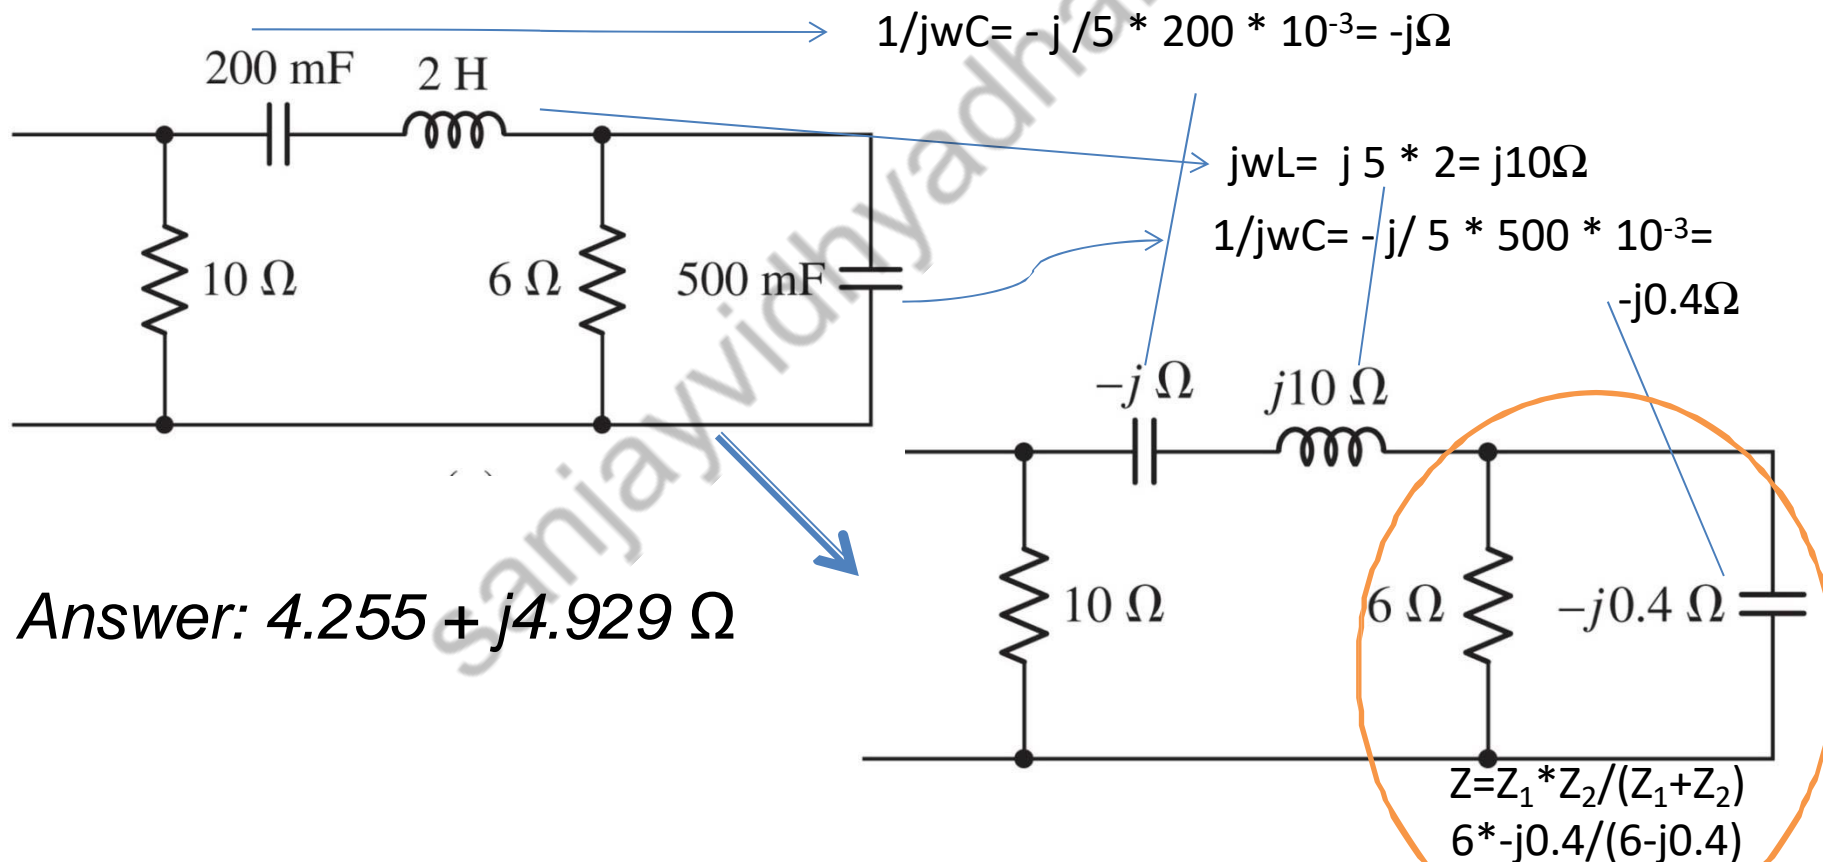 1/jwC= - j /5 * 200 * 10⁻³= -jΩ
200 mF
2 H
jwL= j 5 * 2= j10Ω
1/jwC= - j/ 5 * 500 * 10⁻³=
-j0.4Ω
10 Ω
6 Ω
500 mF
−j Ω
j10 Ω
Answer: 4.255 + j4.929 Ω
10 Ω
6 Ω
−j0.4 Ω
Z=Z₁*Z₂/(Z₁+Z₂)
6*-j0.4/(6-j0.4)